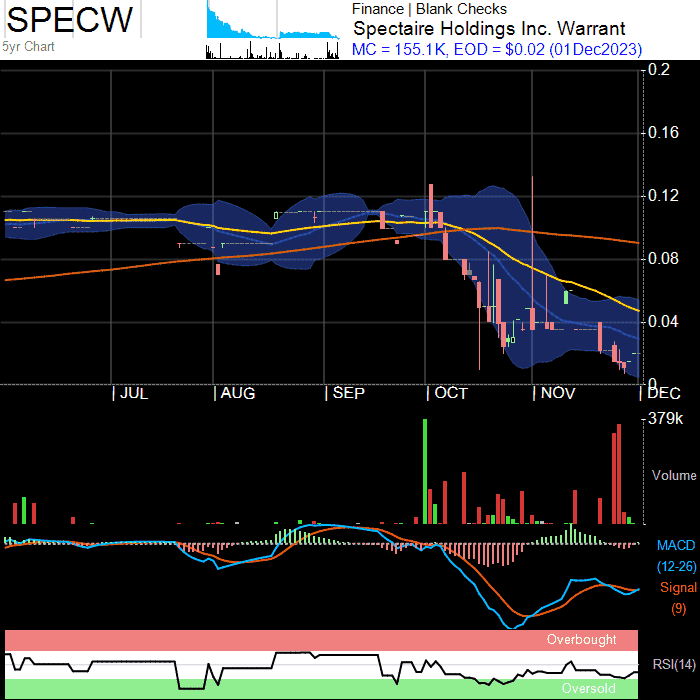 SPECW
5yr Chart
Finance | Blank Checks
Spectaire Holdings Inc. Warrant
MC = 155.1K, EOD = $0.02 (01Dec2023)
0.2
0.16
0.12
0.08
0.04
0
JUL AUG SEP OCT NOV DEC
379k
Volume
MACD
(12-26)
Signal
(9)
Overbought
RSI(14)
Oversold